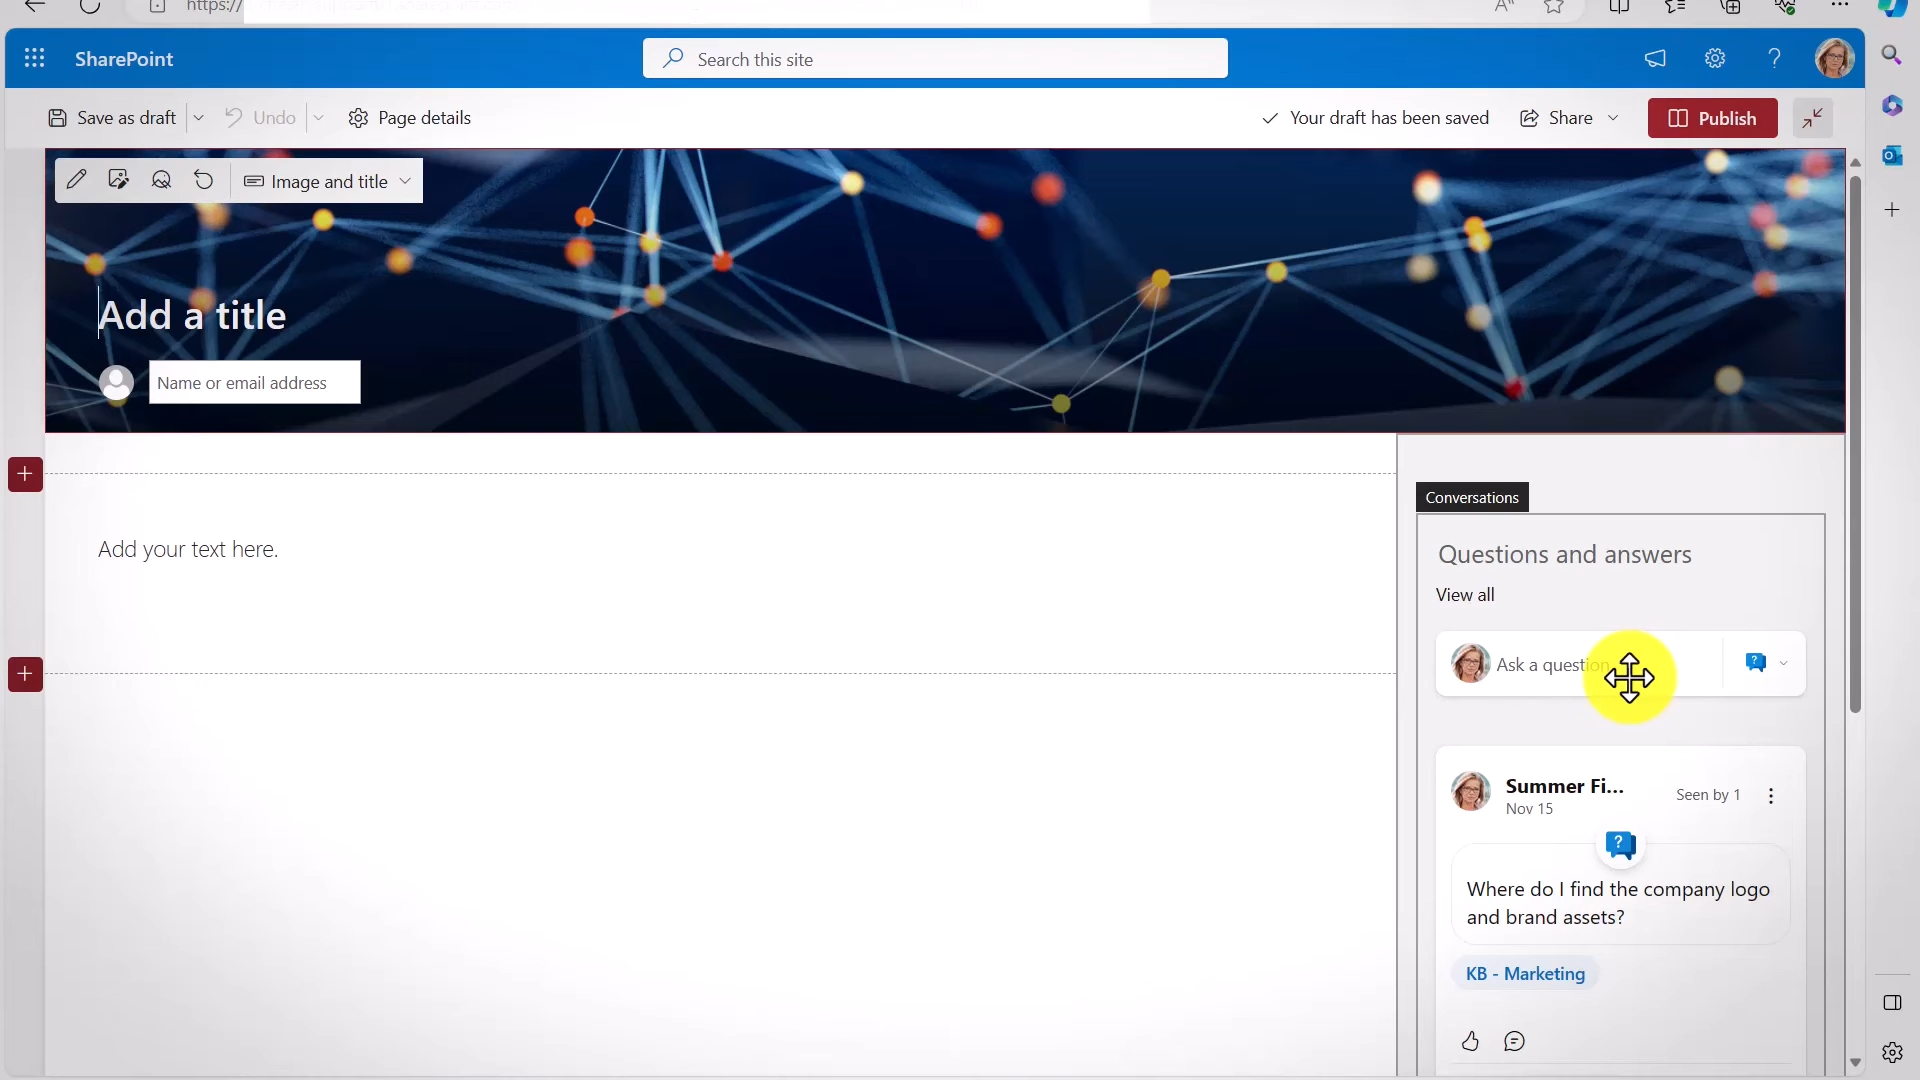 https://
SharePoint
Search this site
Save as draft
Undo
Page details
Your draft has been saved
Share
Publish
Image and title
Add a title
Name or email address
Add your text here.
Conversations
Questions and answers
View all
Ask a question
Summer Fi...
Nov 15
Seen by 1
Where do I find the company logo
and brand assets?
KB - Marketing